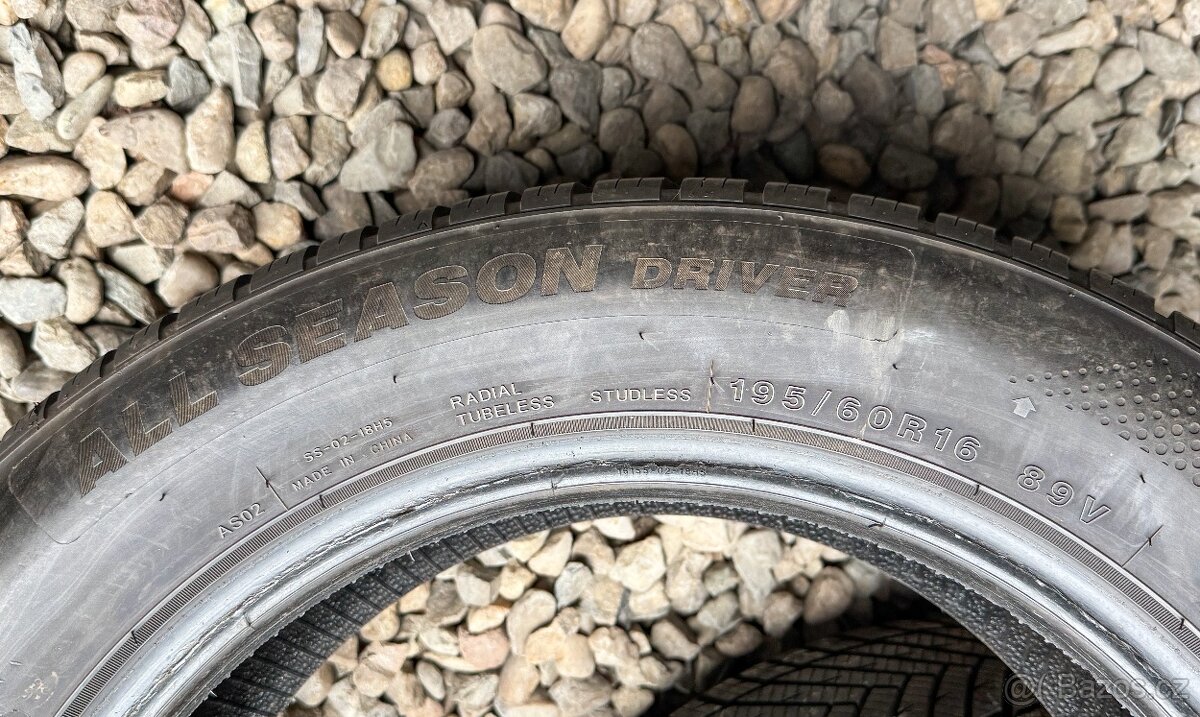 ALL SEASON DRIVER
AS02
SS-02-18H5
MADE IN CHINA
RADIAL
TUBELESS
STUDLESS
195/60R16 89V
Bazos.cz